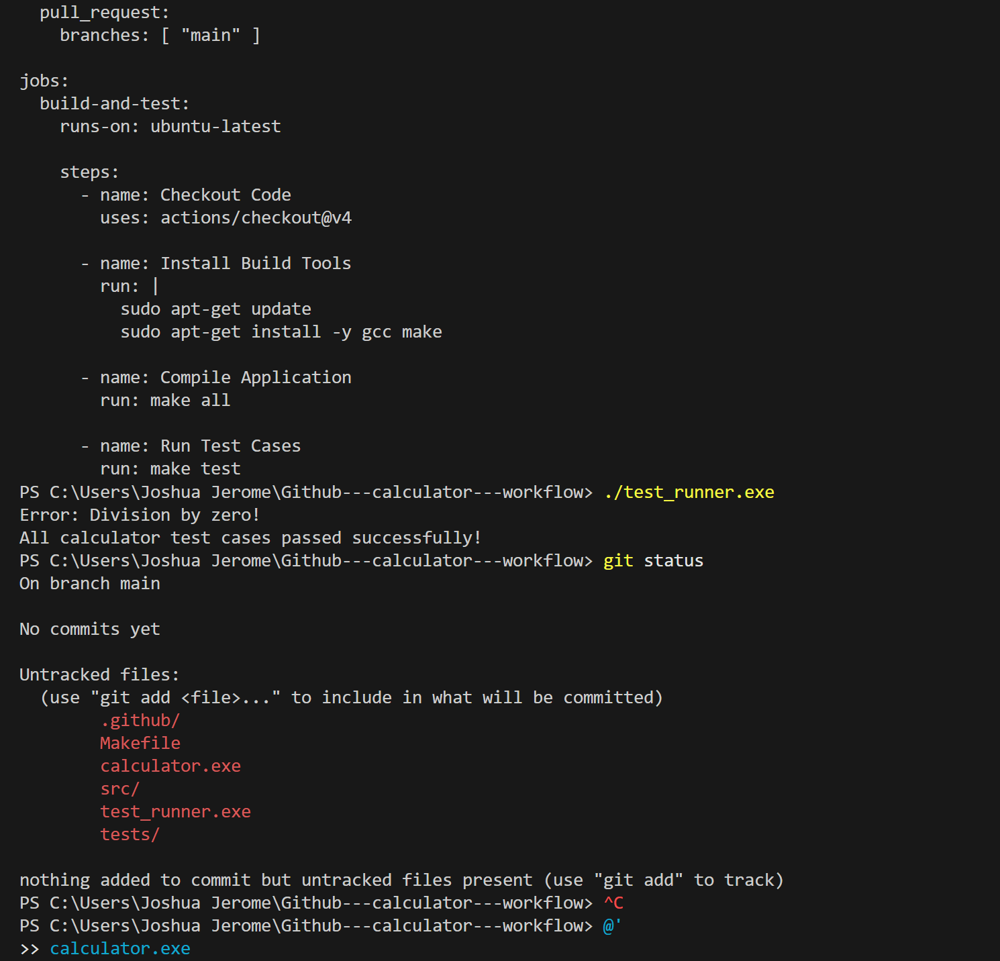 pull_request:
branches: [ "main" ]
jobs:
build-and-test:
runs-on: ubuntu-latest
steps:
- name: Checkout Code
uses: actions/checkout@v4
- name: Install Build Tools
run: |
sudo apt-get update
sudo apt-get install -y gcc make
- name: Compile Application
run: make all
- name: Run Test Cases
run: make test
PS C:\Users\Joshua Jerome\Github---calculator---workflow> ./test_runner.exe
Error: Division by zero!
All calculator test cases passed successfully!
PS C:\Users\Joshua Jerome\Github---calculator---workflow> git status
On branch main
No commits yet
Untracked files:
(use "git add <file>..." to include in what will be committed)
.github/
Makefile
calculator.exe
src/
test_runner.exe
tests/
nothing added to commit but untracked files present (use "git add" to track)
PS C:\Users\Joshua Jerome\Github---calculator---workflow> ^C
PS C:\Users\Joshua Jerome\Github---calculator---workflow> @'
>> calculator.exe